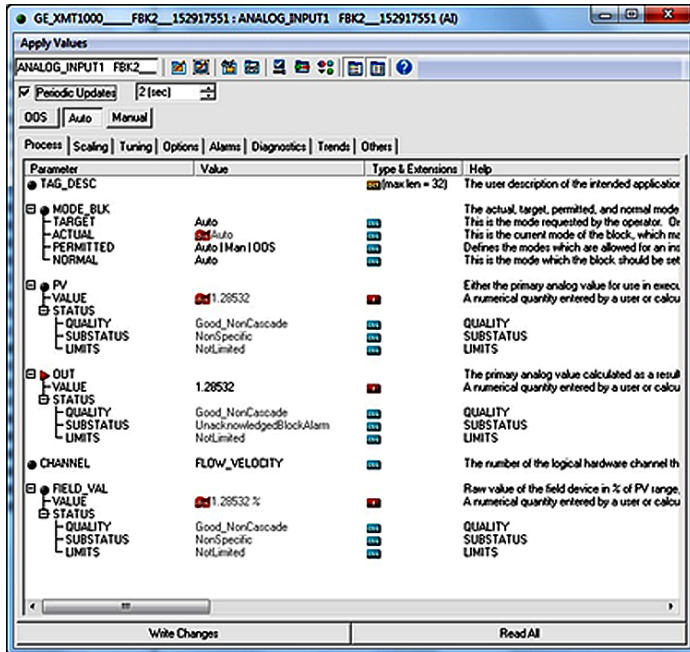 GE_XMT1000_____FBK2__152917551 : ANALOG_INPUT1 FBK2__152917551 (AI)
Apply Values
ANALOG_INPUT1 FBK2__
Periodic Updates 2 (sec)
OOS Auto Manual
Process Scaling Tuning Options Alarms Diagnostics Trends Others
Parameter Value Type & Extensions Help
TAG_DESC (max len = 32) The user description of the intended application
MODE_BLK The actual, target, permitted, and normal mode
TARGET Auto This is the mode requested by the operator.
ACTUAL Auto This is the current mode of the block, which ma
PERMITTED Auto | Man | OOS Defines the modes which are allowed for an ins
NORMAL Auto This is the mode which the block should be set
PV Either the primary analog value for use in execu
VALUE 1.28532 A numerical quantity entered by a user or calcu
STATUS
QUALITY Good_NonCascade QUALITY
SUBSTATUS NonSpecific SUBSTATUS
LIMITS NotLimited LIMITS
OUT The primary analog value calculated as a result
VALUE 1.28532 A numerical quantity entered by a user or calcu
STATUS
QUALITY Good_NonCascade QUALITY
SUBSTATUS UnacknowledgedBlockAlarm SUBSTATUS
LIMITS NotLimited LIMITS
CHANNEL FLOW_VELOCITY The number of the logical hardware channel th
FIELD_VAL Raw value of the field device in % of PV range,
VALUE 1.28532 % A numerical quantity entered by a user or calcu
STATUS
QUALITY Good_NonCascade QUALITY
SUBSTATUS NonSpecific SUBSTATUS
LIMITS NotLimited LIMITS
Write Changes Read All